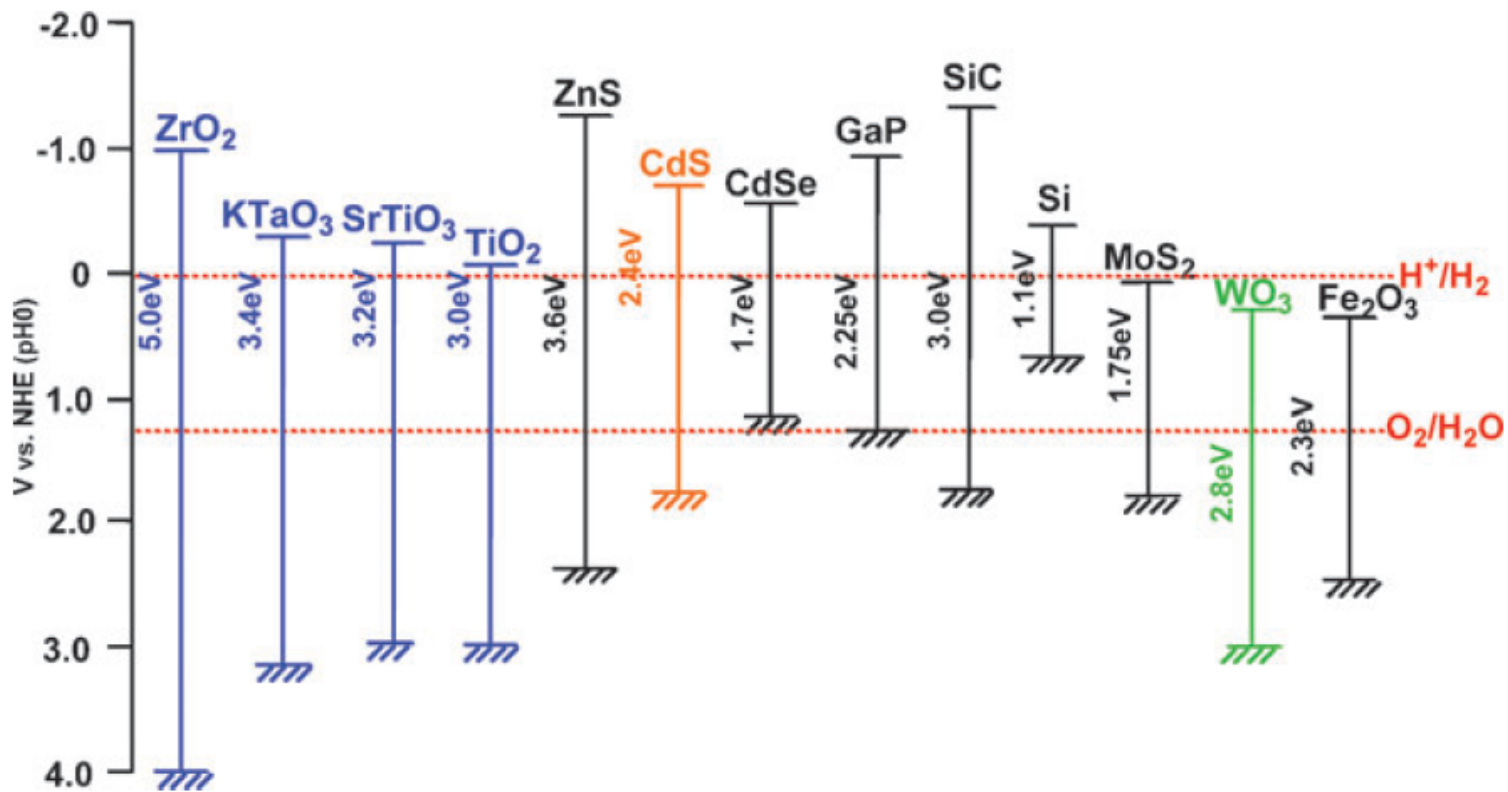 -2.0
-1.0
0
1.0
2.0
3.0
4.0
V vs. NHE (pH0)
ZrO₂
5.0eV
KTaO₃
3.4eV
SrTiO₃
3.2eV
TiO₂
3.0eV
ZnS
3.6eV
CdS
2.4eV
CdSe
1.7eV
GaP
2.25eV
SiC
3.0eV
Si
1.1eV
MoS₂
1.75eV
WO₃
2.8eV
Fe₂O₃
2.3eV
H⁺/H₂
O₂/H₂O